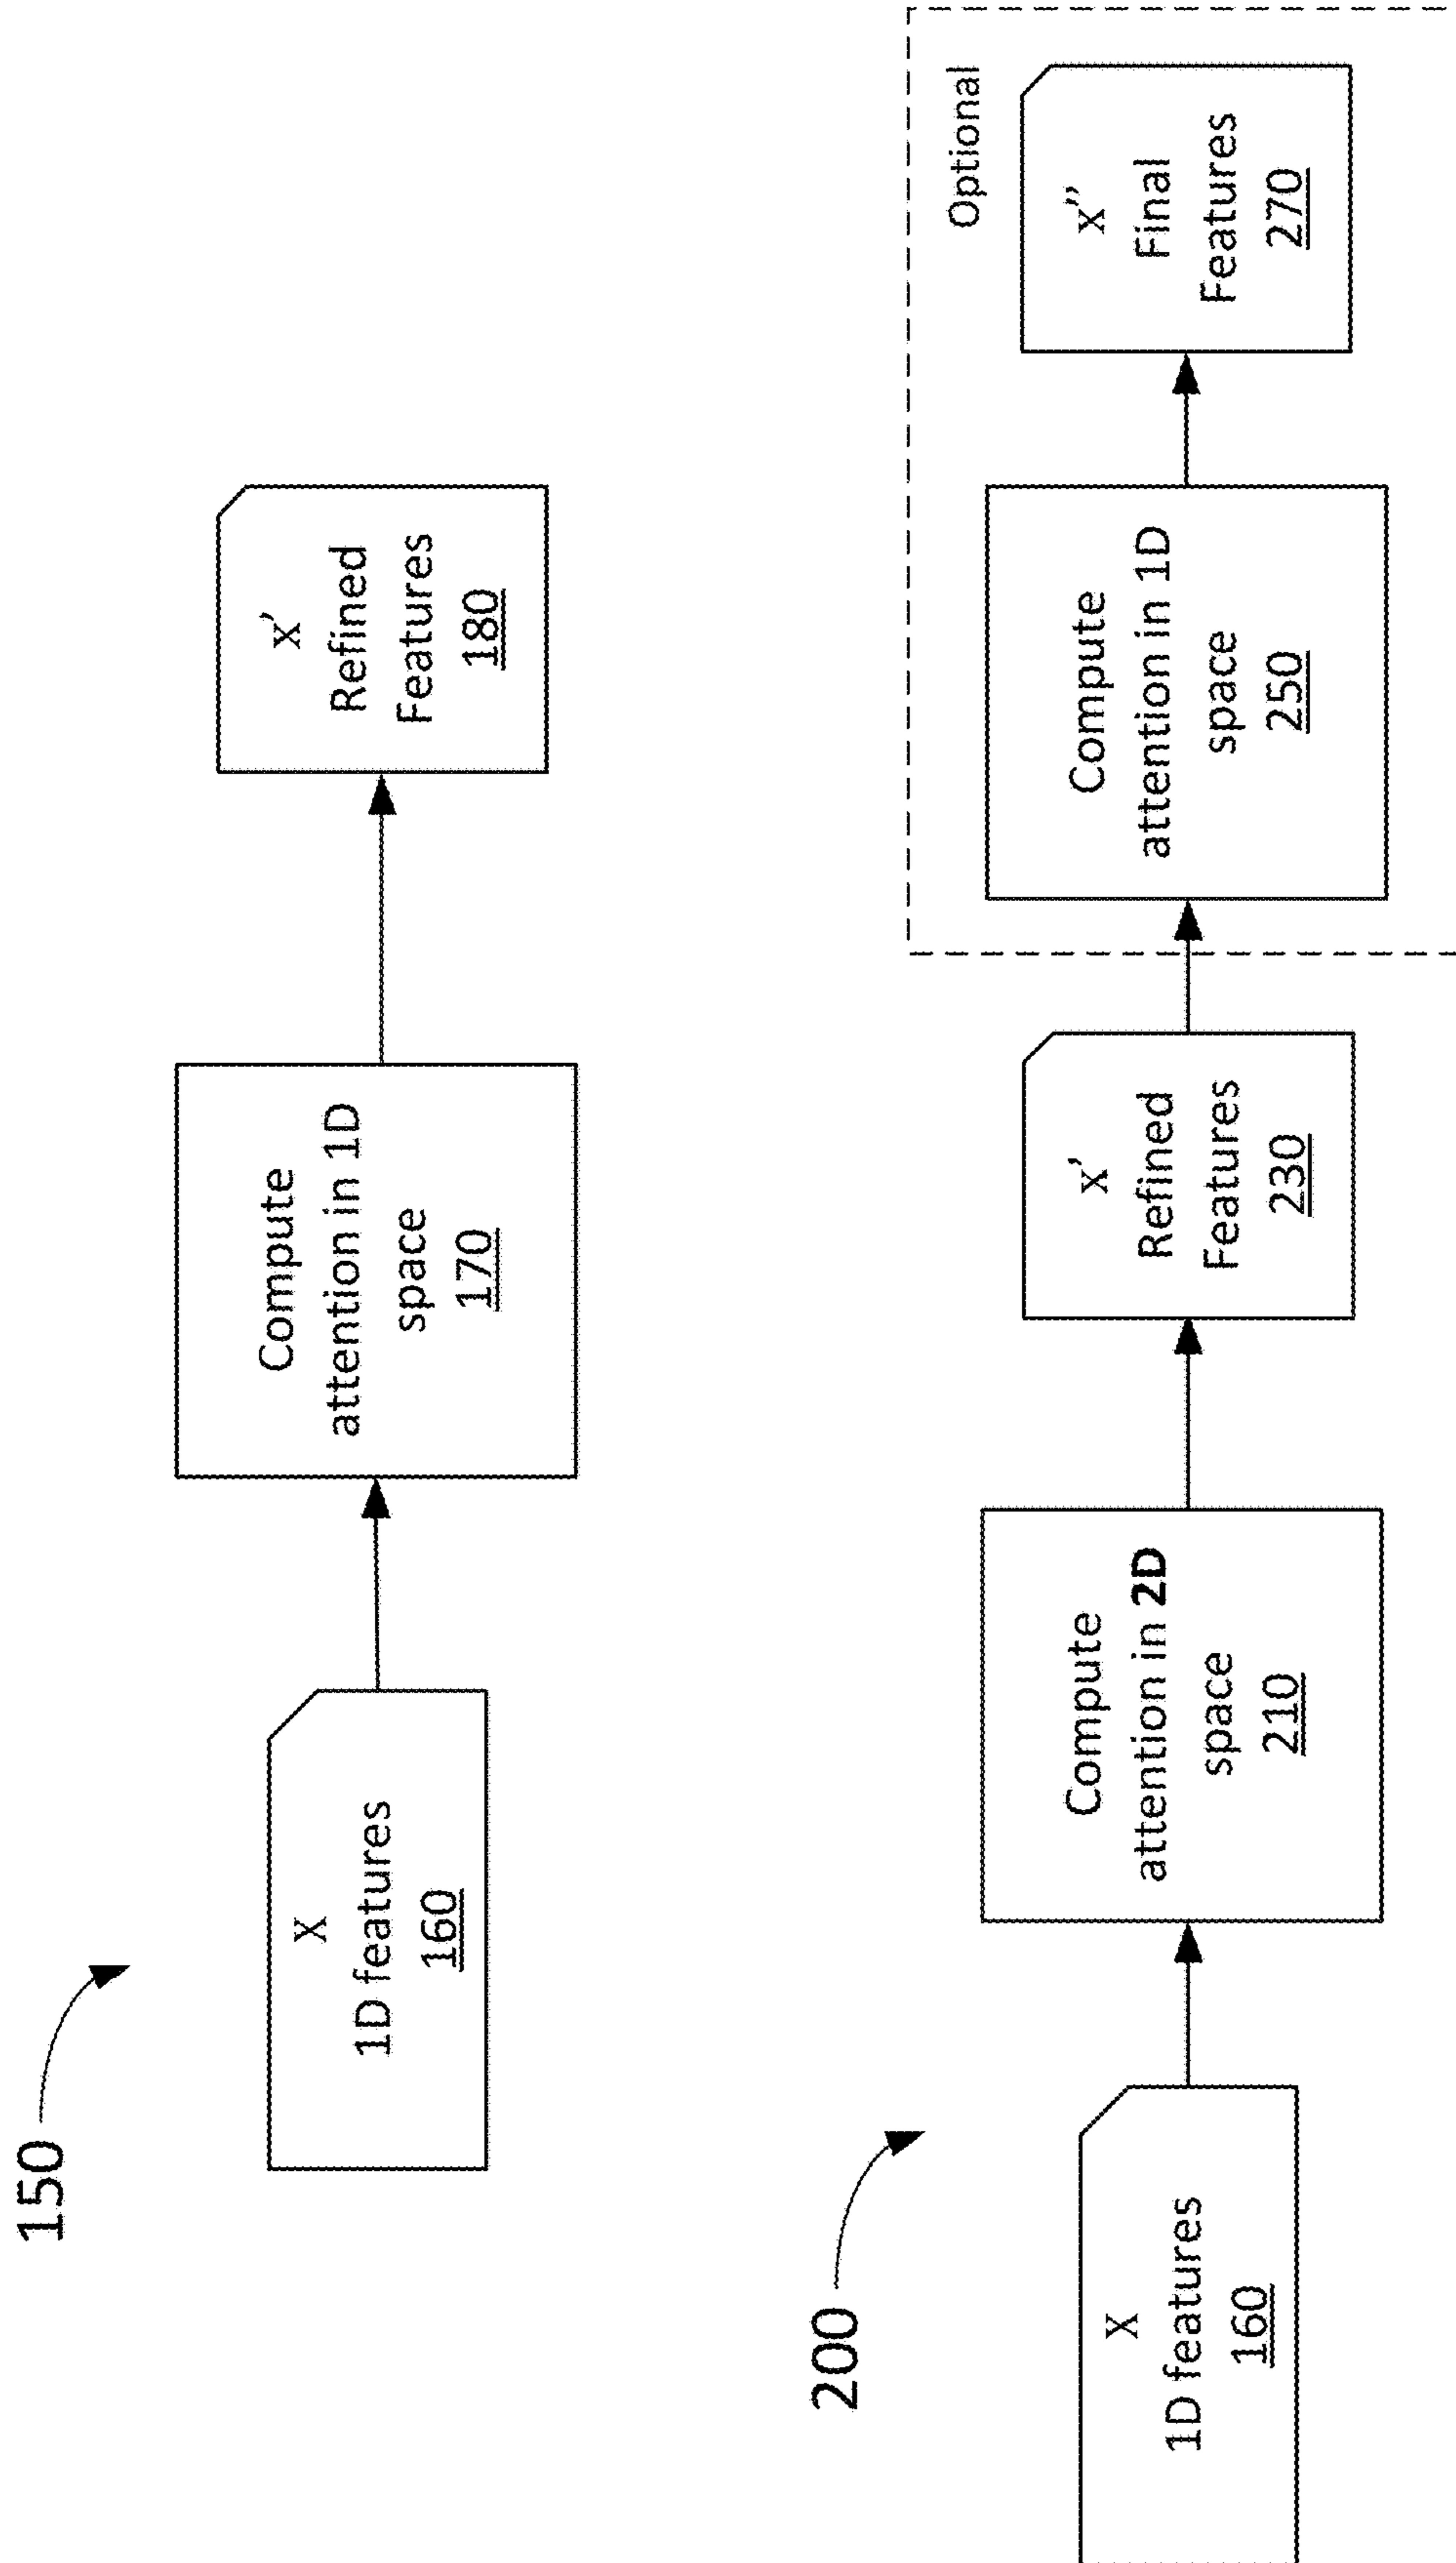 150
X
1D features
160
Compute
attention in 1D
space
170
X'
Refined
Features
180
200
X
1D features
160
Compute
attention in 2D
space
210
X'
Refined
Features
230
Optional
Compute
attention in 1D
space
250
X''
Final
Features
270